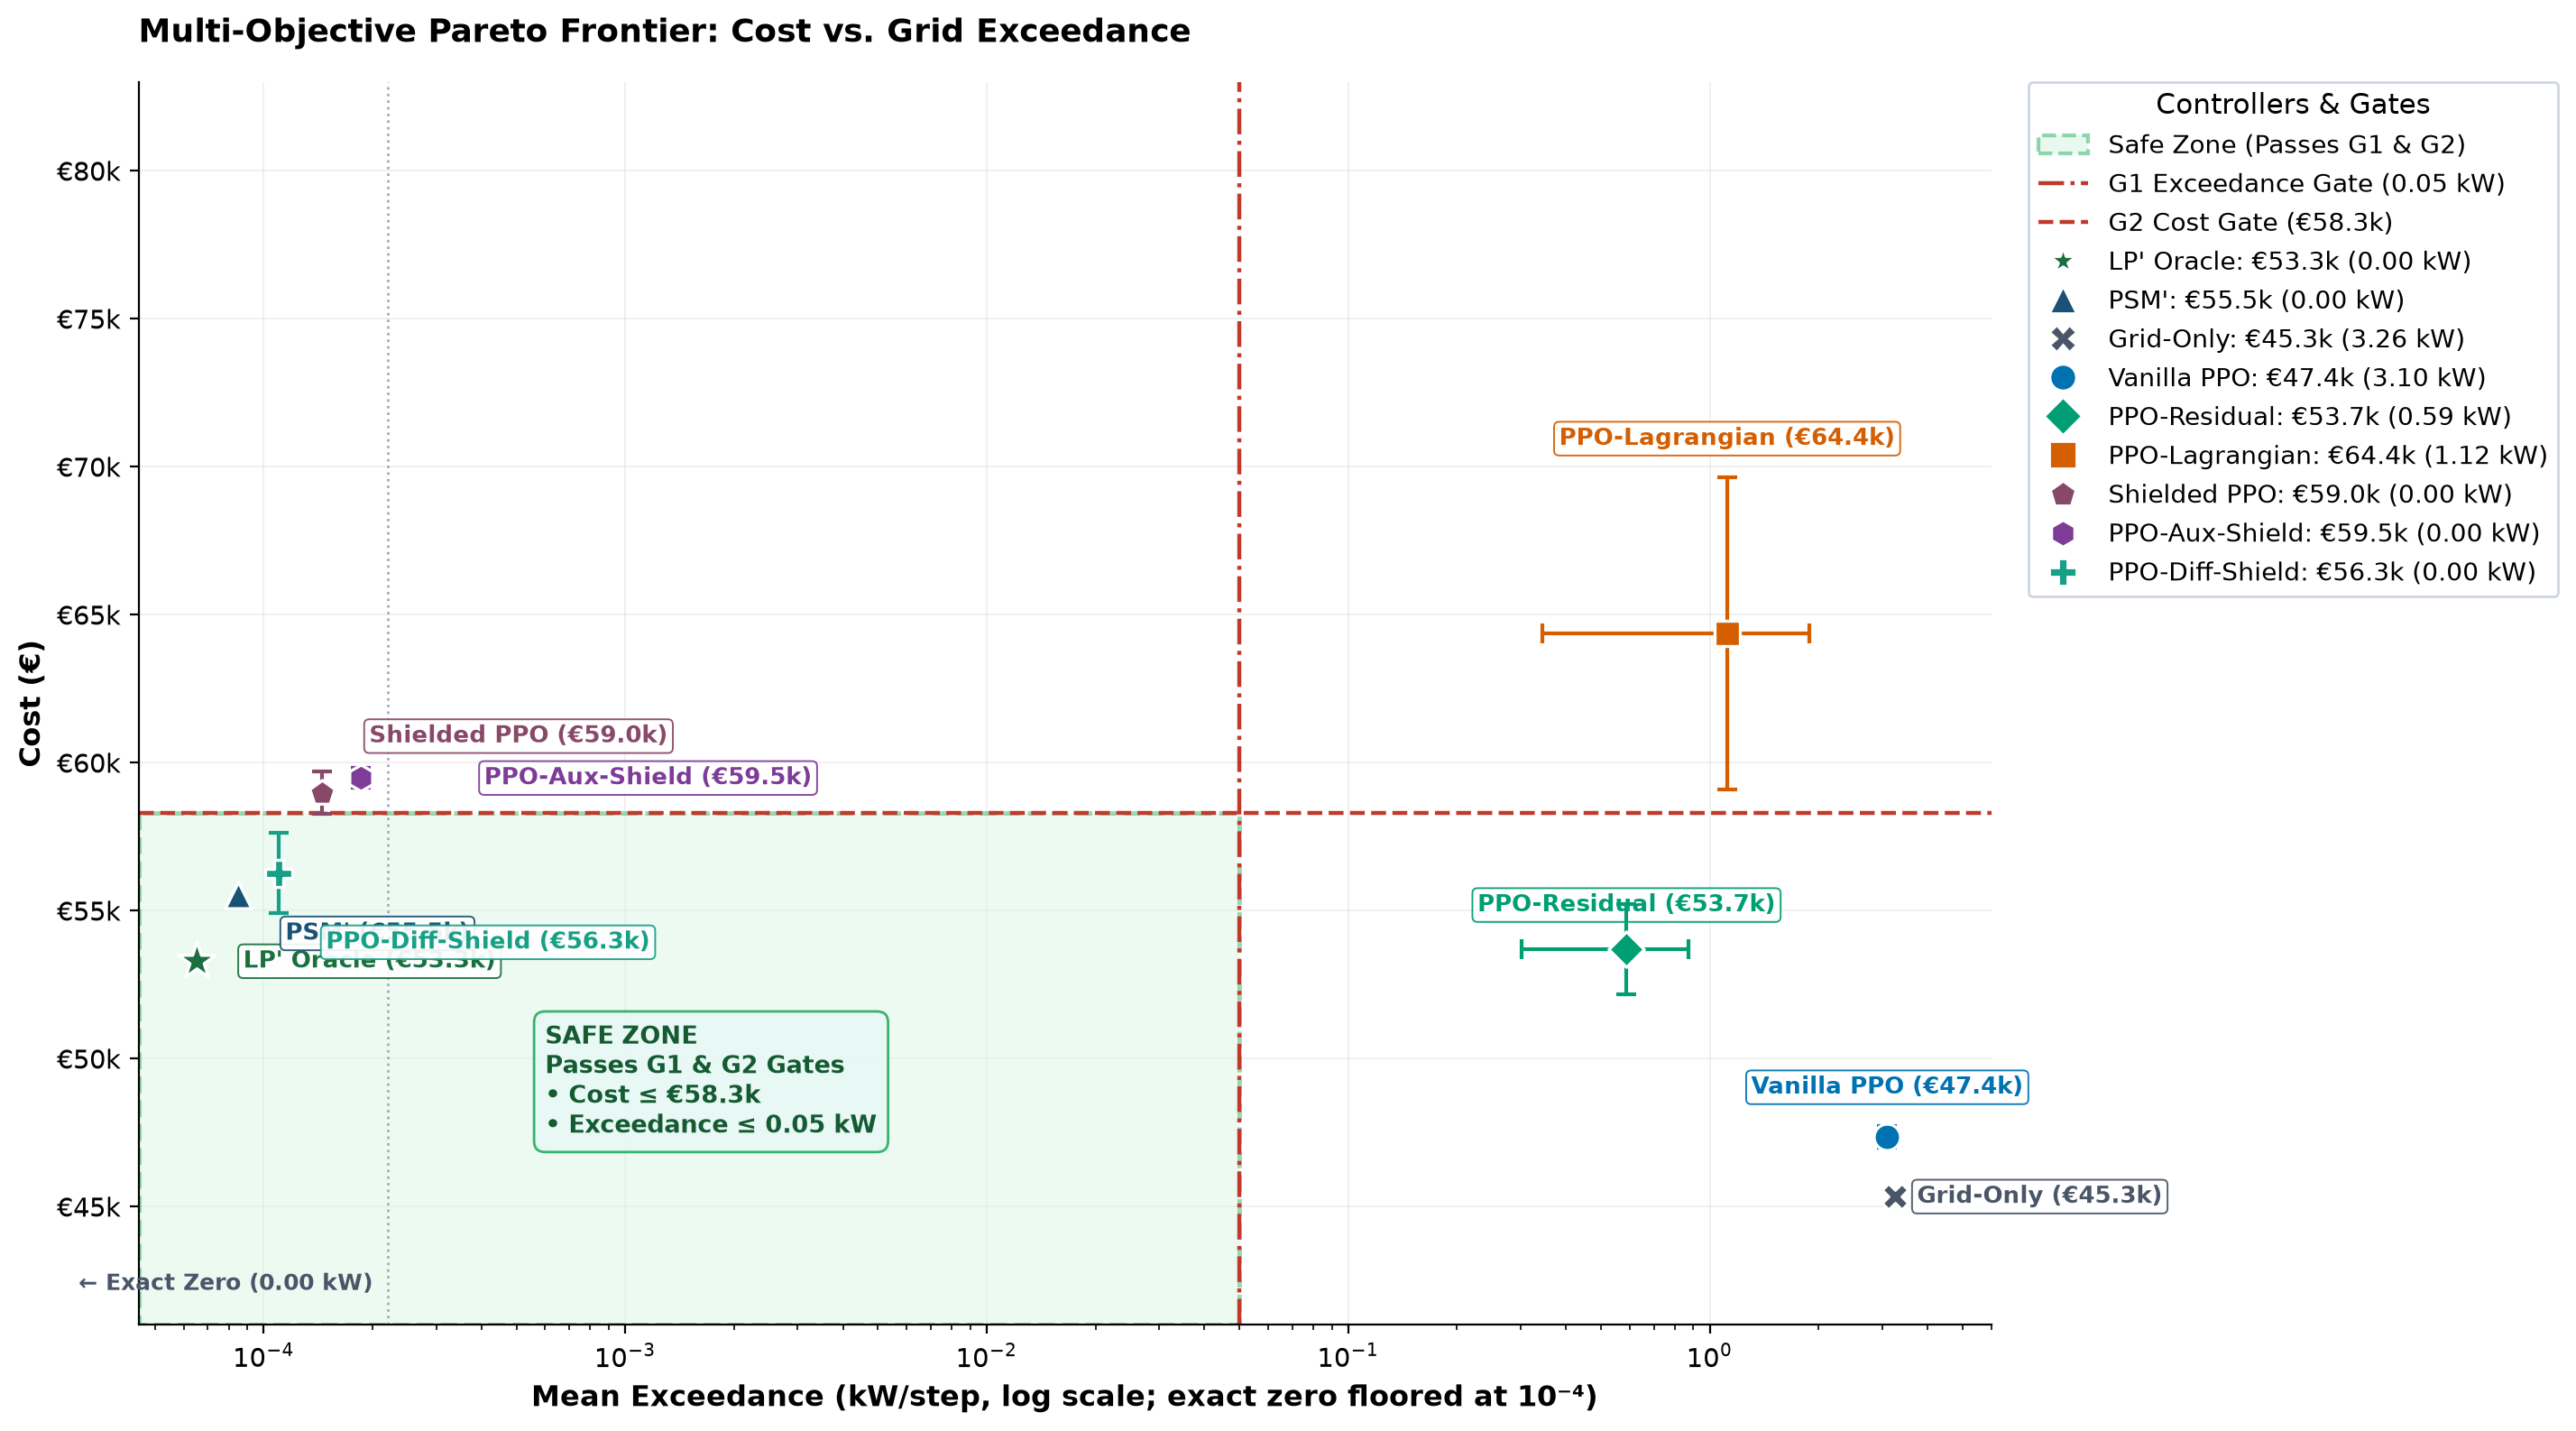 Multi-Objective Pareto Frontier: Cost vs. Grid Exceedance
Cost (€)
€80k
€75k
€70k
€65k
€60k
€55k
€50k
€45k
PPO-Lagrangian (€64.4k)
Shielded PPO (€59.0k)
PPO-Aux-Shield (€59.5k)
PPO-Residual (€53.7k)
PPO-Diff-Shield (€56.3k)
LP' Oracle (€53.3k)
SAFE ZONE
Passes G1 & G2 Gates
• Cost ≤ €58.3k
• Exceedance ≤ 0.05 kW
Vanilla PPO (€47.4k)
Grid-Only (€45.3k)
← Exact Zero (0.00 kW)
10⁻⁴
10⁻³
10⁻²
10⁻¹
10⁰
Mean Exceedance (kW/step, log scale; exact zero floored at 10⁻⁴)
Controllers & Gates
Safe Zone (Passes G1 & G2)
G1 Exceedance Gate (0.05 kW)
G2 Cost Gate (€58.3k)
LP' Oracle: €53.3k (0.00 kW)
PSM': €55.5k (0.00 kW)
Grid-Only: €45.3k (3.26 kW)
Vanilla PPO: €47.4k (3.10 kW)
PPO-Residual: €53.7k (0.59 kW)
PPO-Lagrangian: €64.4k (1.12 kW)
Shielded PPO: €59.0k (0.00 kW)
PPO-Aux-Shield: €59.5k (0.00 kW)
PPO-Diff-Shield: €56.3k (0.00 kW)